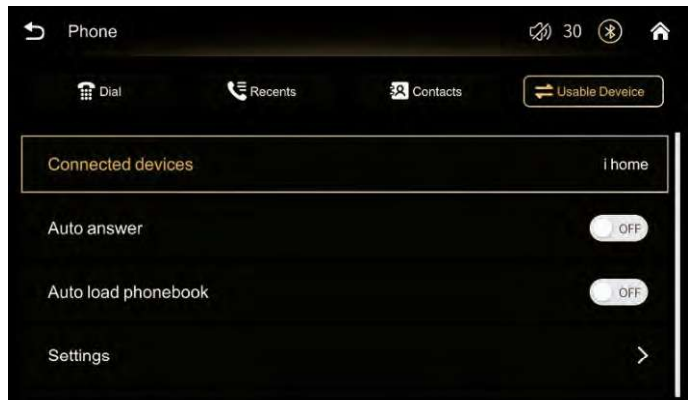 Phone 30
Dial Recents Contacts Usable Deveice
Connected devices i home
Auto answer OFF
Auto load phonebook OFF
Settings